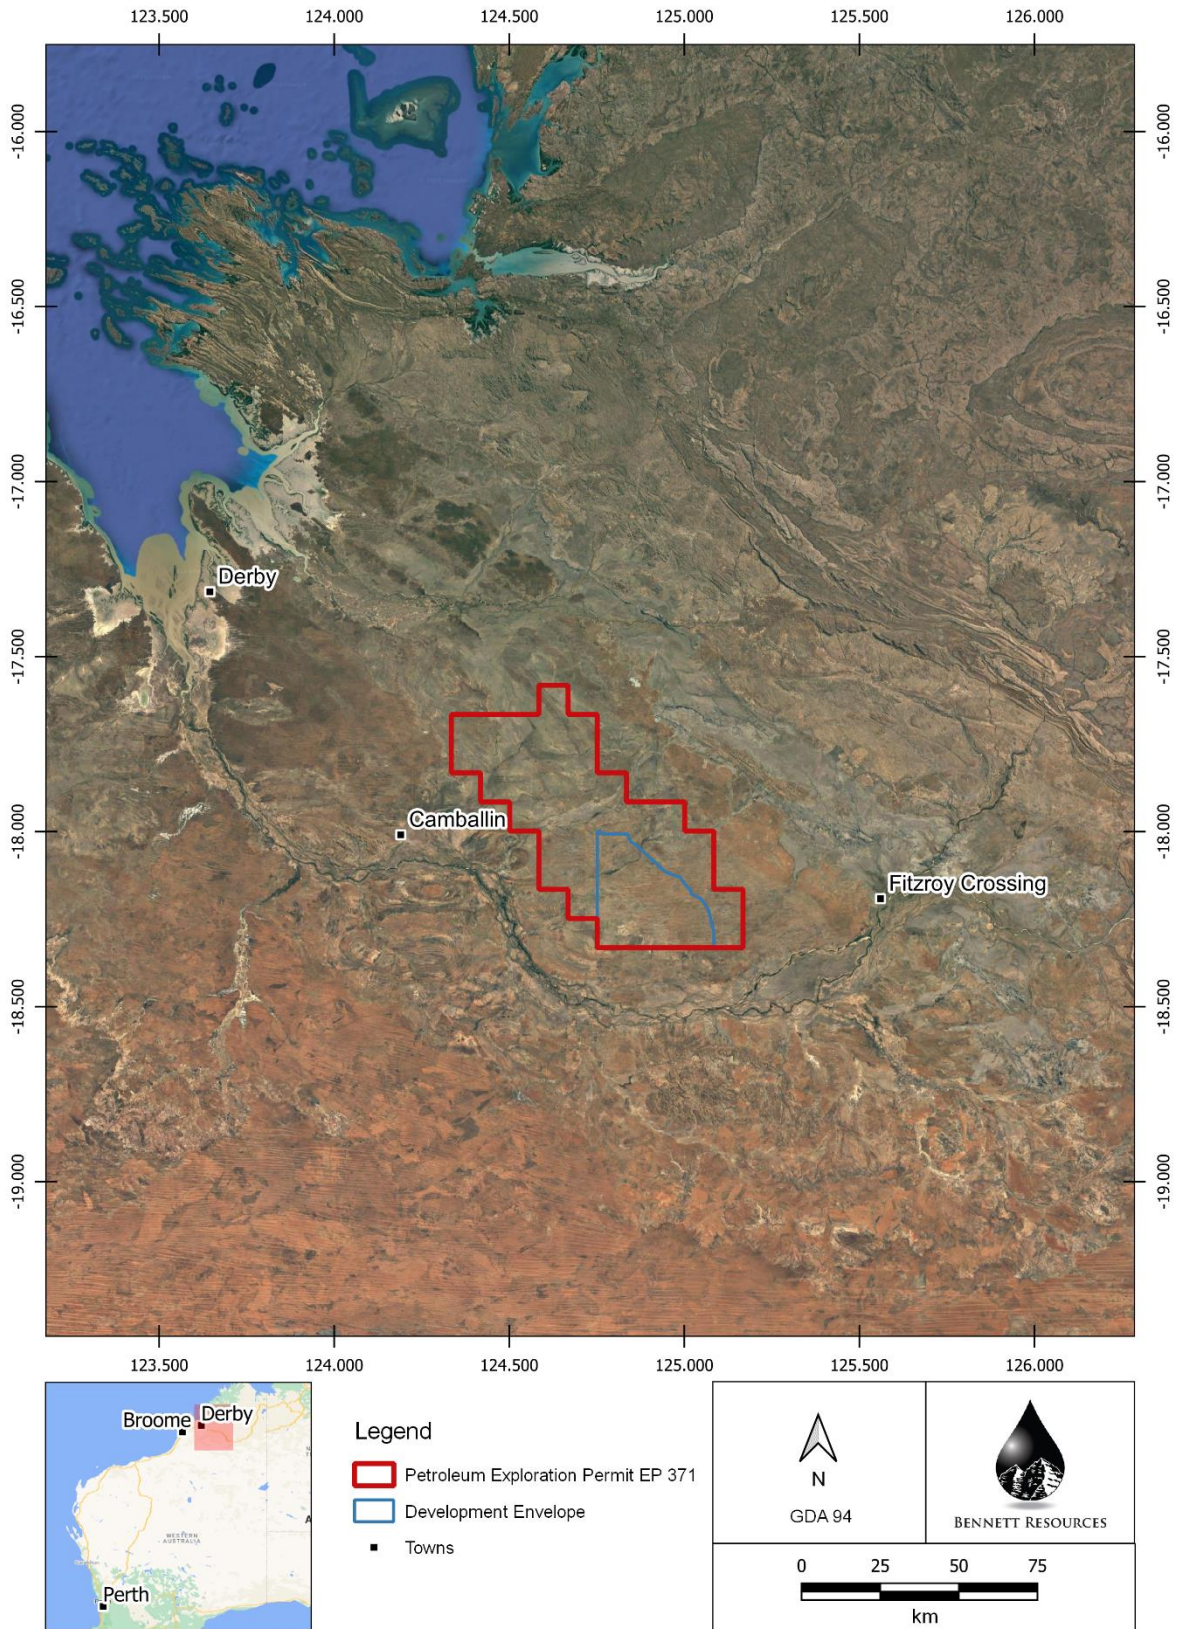 123.500 124.000 124.500 125.000 125.500 126.000
-16.000 -16.000
-16.500 -16.500
-17.000 -17.000
Derby
-17.500 -17.500
Camballin
-18.000 -18.000
Fitzroy Crossing
-18.500 -18.500
-19.000 -19.000
123.500 124.000 124.500 125.000 125.500 126.000
Broome Derby
WESTERN
AUSTRALIA
Perth
Legend
Petroleum Exploration Permit EP 371
Development Envelope
Towns
N
GDA 94
BENNETT RESOURCES
0 25 50 75
km